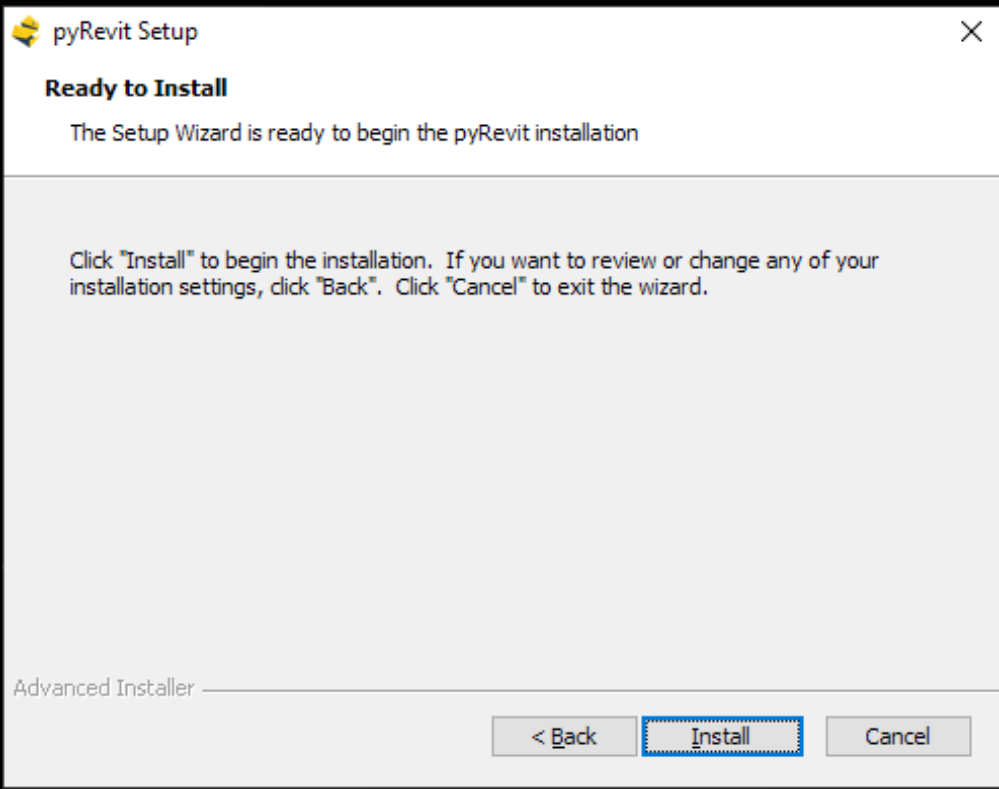 pyRevit Setup
Ready to Install
The Setup Wizard is ready to begin the pyRevit installation
Click "Install" to begin the installation.  If you want to review or change any of your
installation settings, click "Back".  Click "Cancel" to exit the wizard.
Advanced Installer
< Back
Install
Cancel